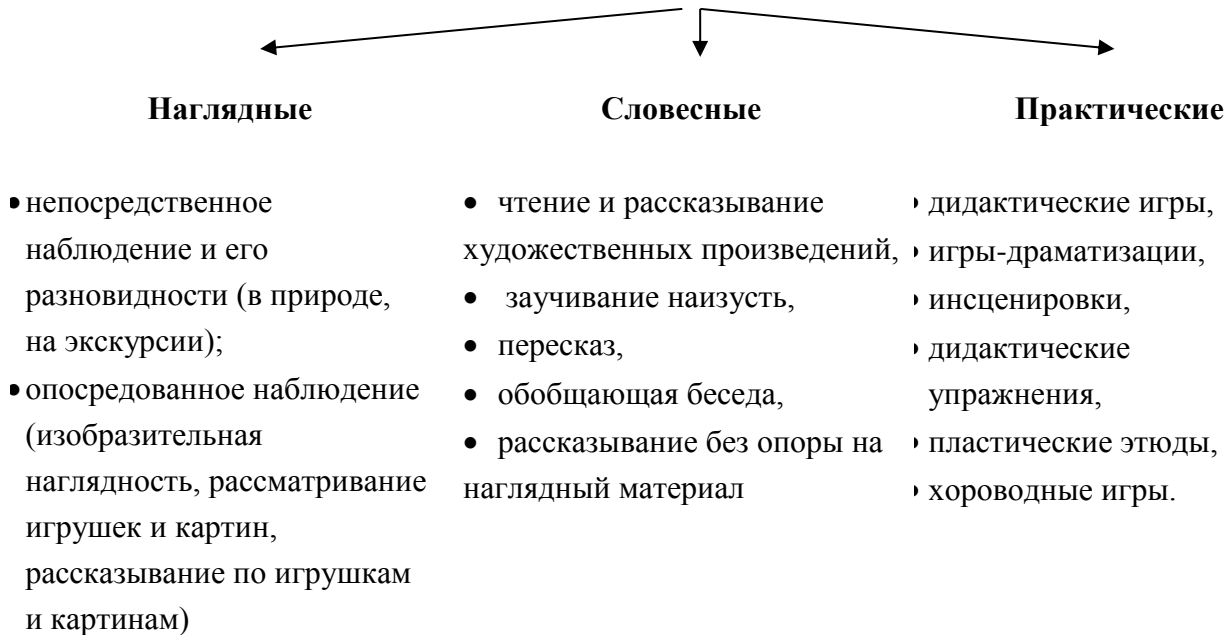 Наглядные
Словесные
Практические
• непосредственное
наблюдение и его
разновидности (в природе,
на экскурсии);
• опосредованное наблюдение
(изобразительная
наглядность, рассматривание
игрушек и картин,
рассказывание по игрушкам
и картинам)
• чтение и рассказывание
художественных произведений,
• заучивание наизусть,
• пересказ,
• обобщающая беседа,
• рассказывание без опоры на
наглядный материал
• дидактические игры,
• игры-драматизации,
• инсценировки,
• дидактические
упражнения,
• пластические этюды,
• хороводные игры.